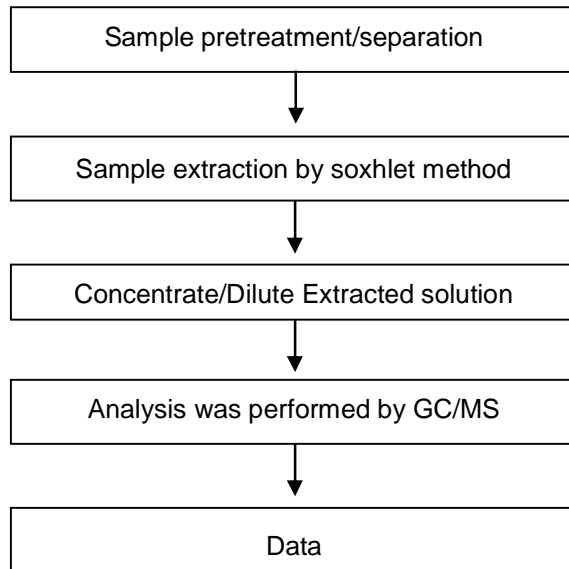 Sample pretreatment/separation
Sample extraction by soxhlet method
Concentrate/Dilute Extracted solution
Analysis was performed by GC/MS
Data